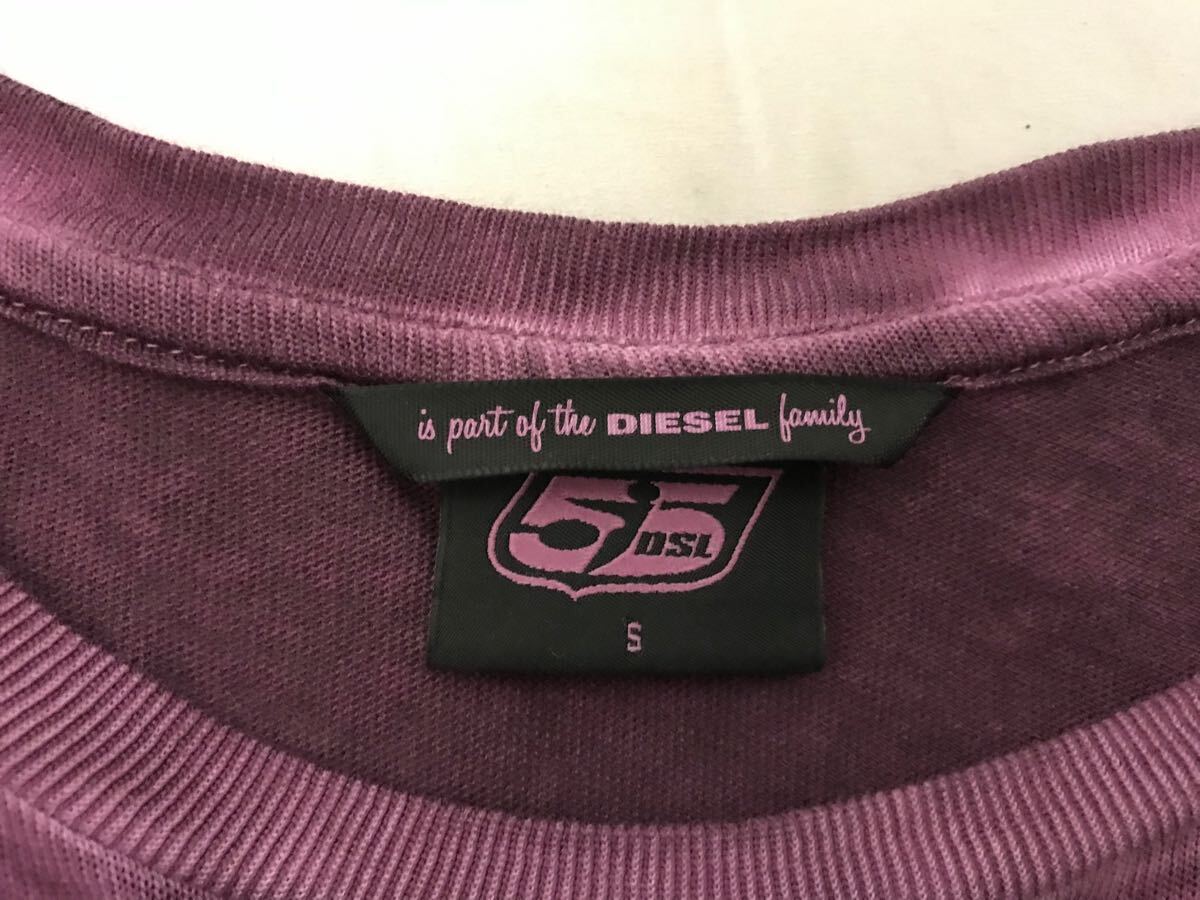 is part of the DIESEL family
55
DSL
S